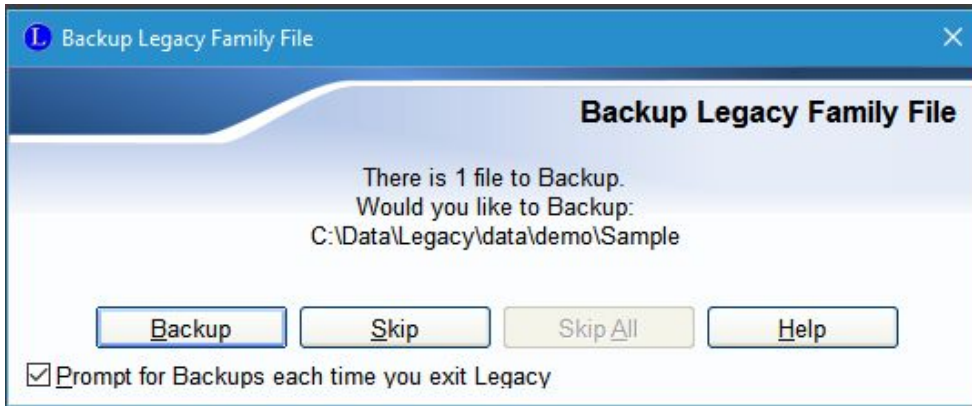 L Backup Legacy Family File
Backup Legacy Family File
There is 1 file to Backup.
Would you like to Backup:
C:\Data\Legacy\data\demo\Sample
Backup Skip Skip All Help
Prompt for Backups each time you exit Legacy